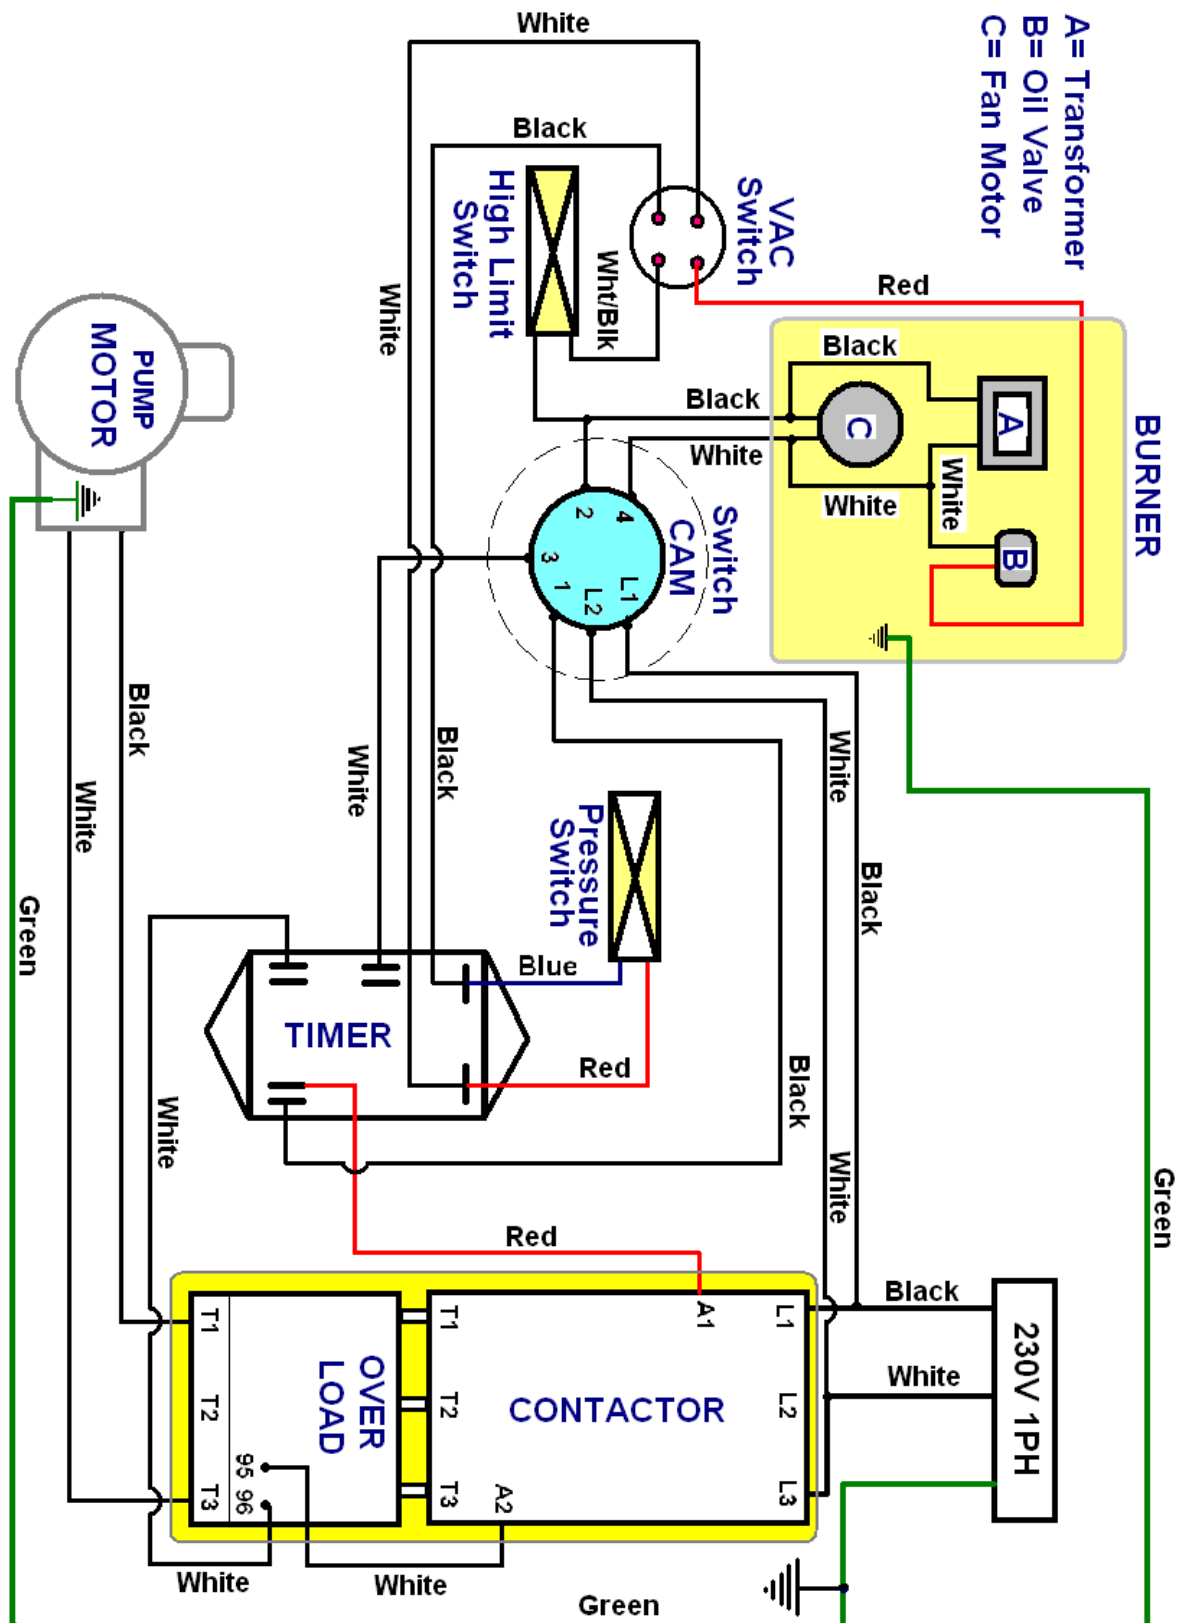 White
A= Transformer
B= Oil Valve
C= Fan Motor
Black
VAC
Switch
High Limit
Switch
Wht/Blk
Red
White
BURNER
Black
A
C
Black
White
White
White
B
PUMP
MOTOR
Switch
CAM
2
4
3
1
L2
L1
Black
White
White
Black
White
Black
Pressure
Switch
Green
Blue
TIMER
Red
Black
White
White
Green
Red
Black
230V 1PH
White
L1
L2
L3
A1
CONTACTOR
T1
T2
T3
A2
OVER
LOAD
T1
T2
T3
95
96
White
White
Green